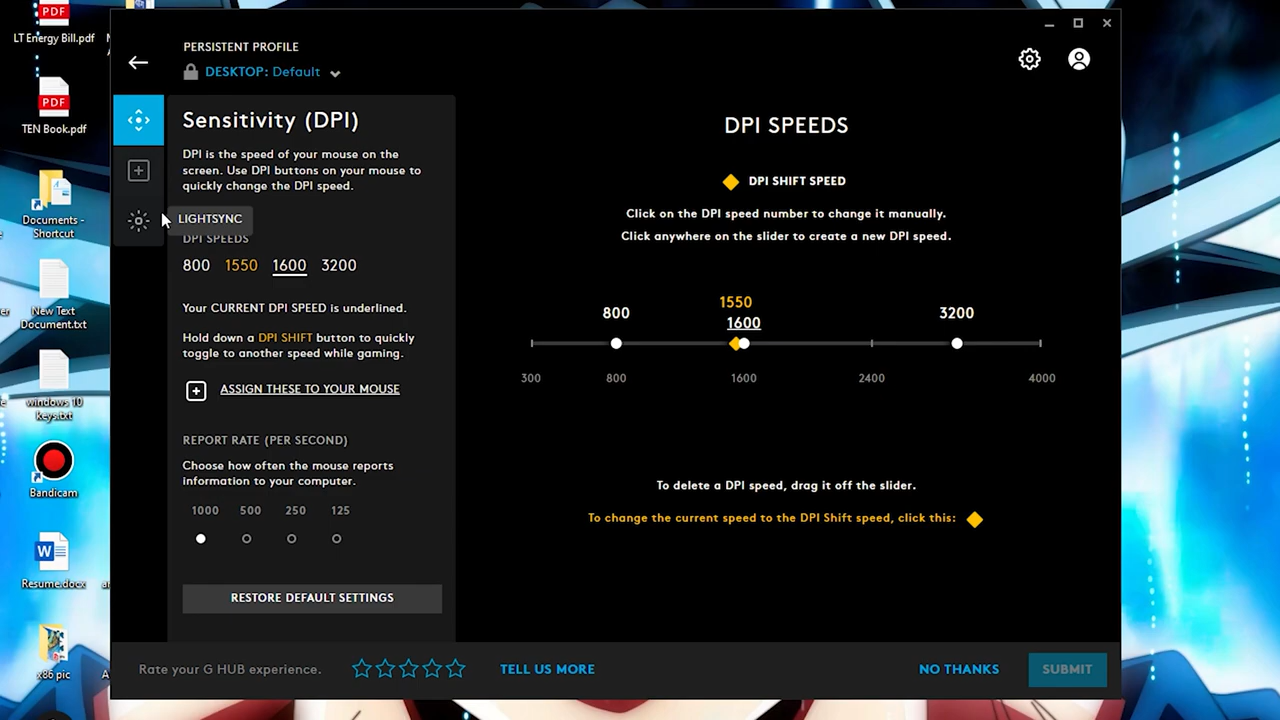 LT Energy Bill.pdf
TEN Book.pdf
Documents -
Shortcut
New Text
Document.txt
windows 10
keys.txt
Bandicam
Resume.docx
x86 pic
PERSISTENT PROFILE
DESKTOP: Default
Sensitivity (DPI)
DPI is the speed of your mouse on the
screen. Use DPI buttons on your mouse to
quickly change the DPI speed.
LIGHTSYNC
DPI SPEEDS
800 1550 1600 3200
Your CURRENT DPI SPEED is underlined.
Hold down a DPI SHIFT button to quickly
toggle to another speed while gaming.
ASSIGN THESE TO YOUR MOUSE
REPORT RATE (PER SECOND)
Choose how often the mouse reports
information to your computer.
1000 500 250 125
RESTORE DEFAULT SETTINGS
DPI SPEEDS
DPI SHIFT SPEED
Click on the DPI speed number to change it manually.
Click anywhere on the slider to create a new DPI speed.
1550
800 1600 3200
300 800 1600 2400 4000
To delete a DPI speed, drag it off the slider.
To change the current speed to the DPI Shift speed, click this:
Rate your G HUB experience. TELL US MORE NO THANKS SUBMIT